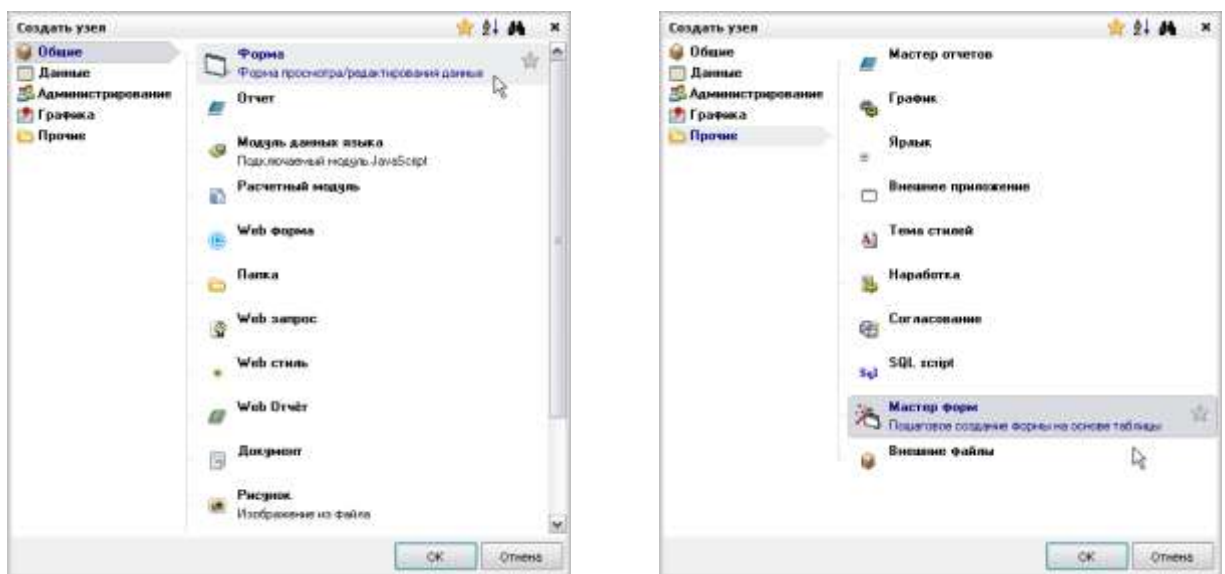 Создать узел
Общие
Данные
Администрирование
Графика
Прочие
Форма
Форма просмотра/редактирования данных
Отчет
Модуль данных языка
Подключаемый модуль JavaScript
Расчетный модуль
Web форма
Папка
Web запрос
Web стиль
Web Отчёт
Документ
Рисунок
Изображение из файла
OK
Отмена
Создать узел
Общие
Данные
Администрирование
Графика
Прочие
Мастер отчетов
График
Ярлык
Внешнее приложение
Тема стилей
Наработка
Согласование
SQL script
Мастер форм
Пошаговое создание формы на основе таблицы
Внешние файлы
OK
Отмена